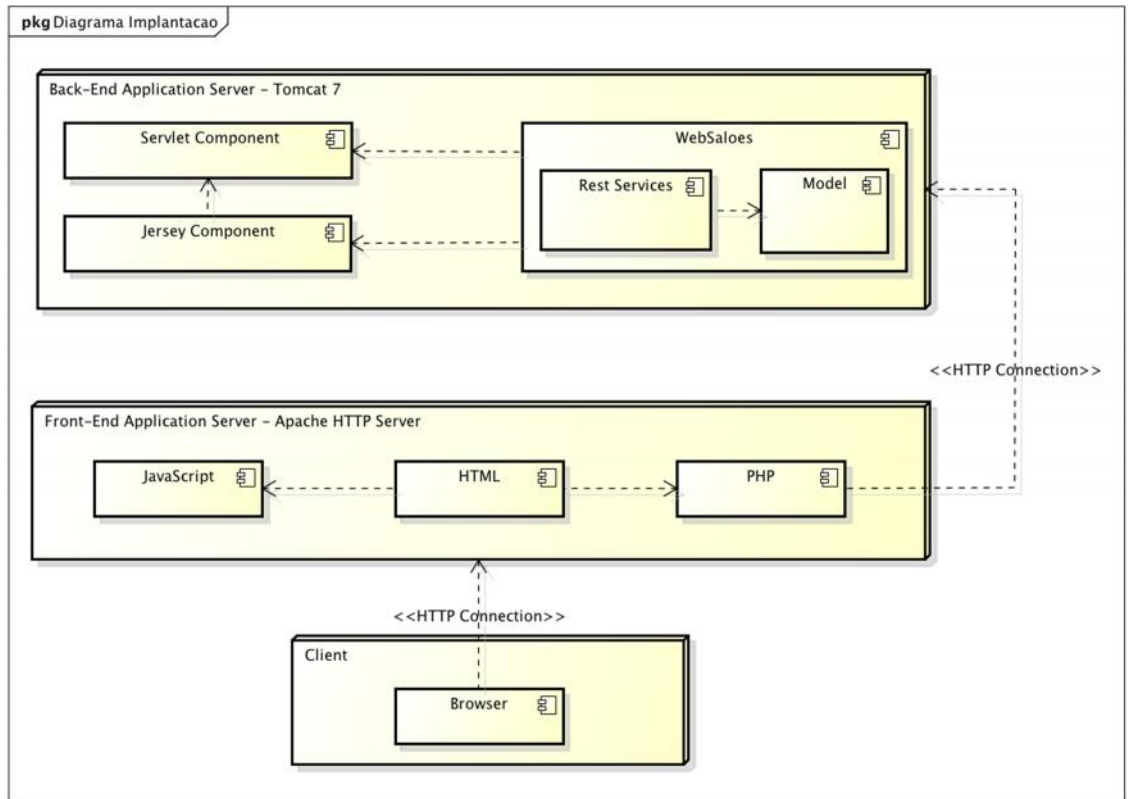 pkg Diagrama Implantacao
Back-End Application Server - Tomcat 7
Servlet Component
WebSaloes
Rest Services
Model
Jersey Component
<<HTTP Connection>>
Front-End Application Server - Apache HTTP Server
JavaScript
HTML
PHP
<<HTTP Connection>>
Client
Browser